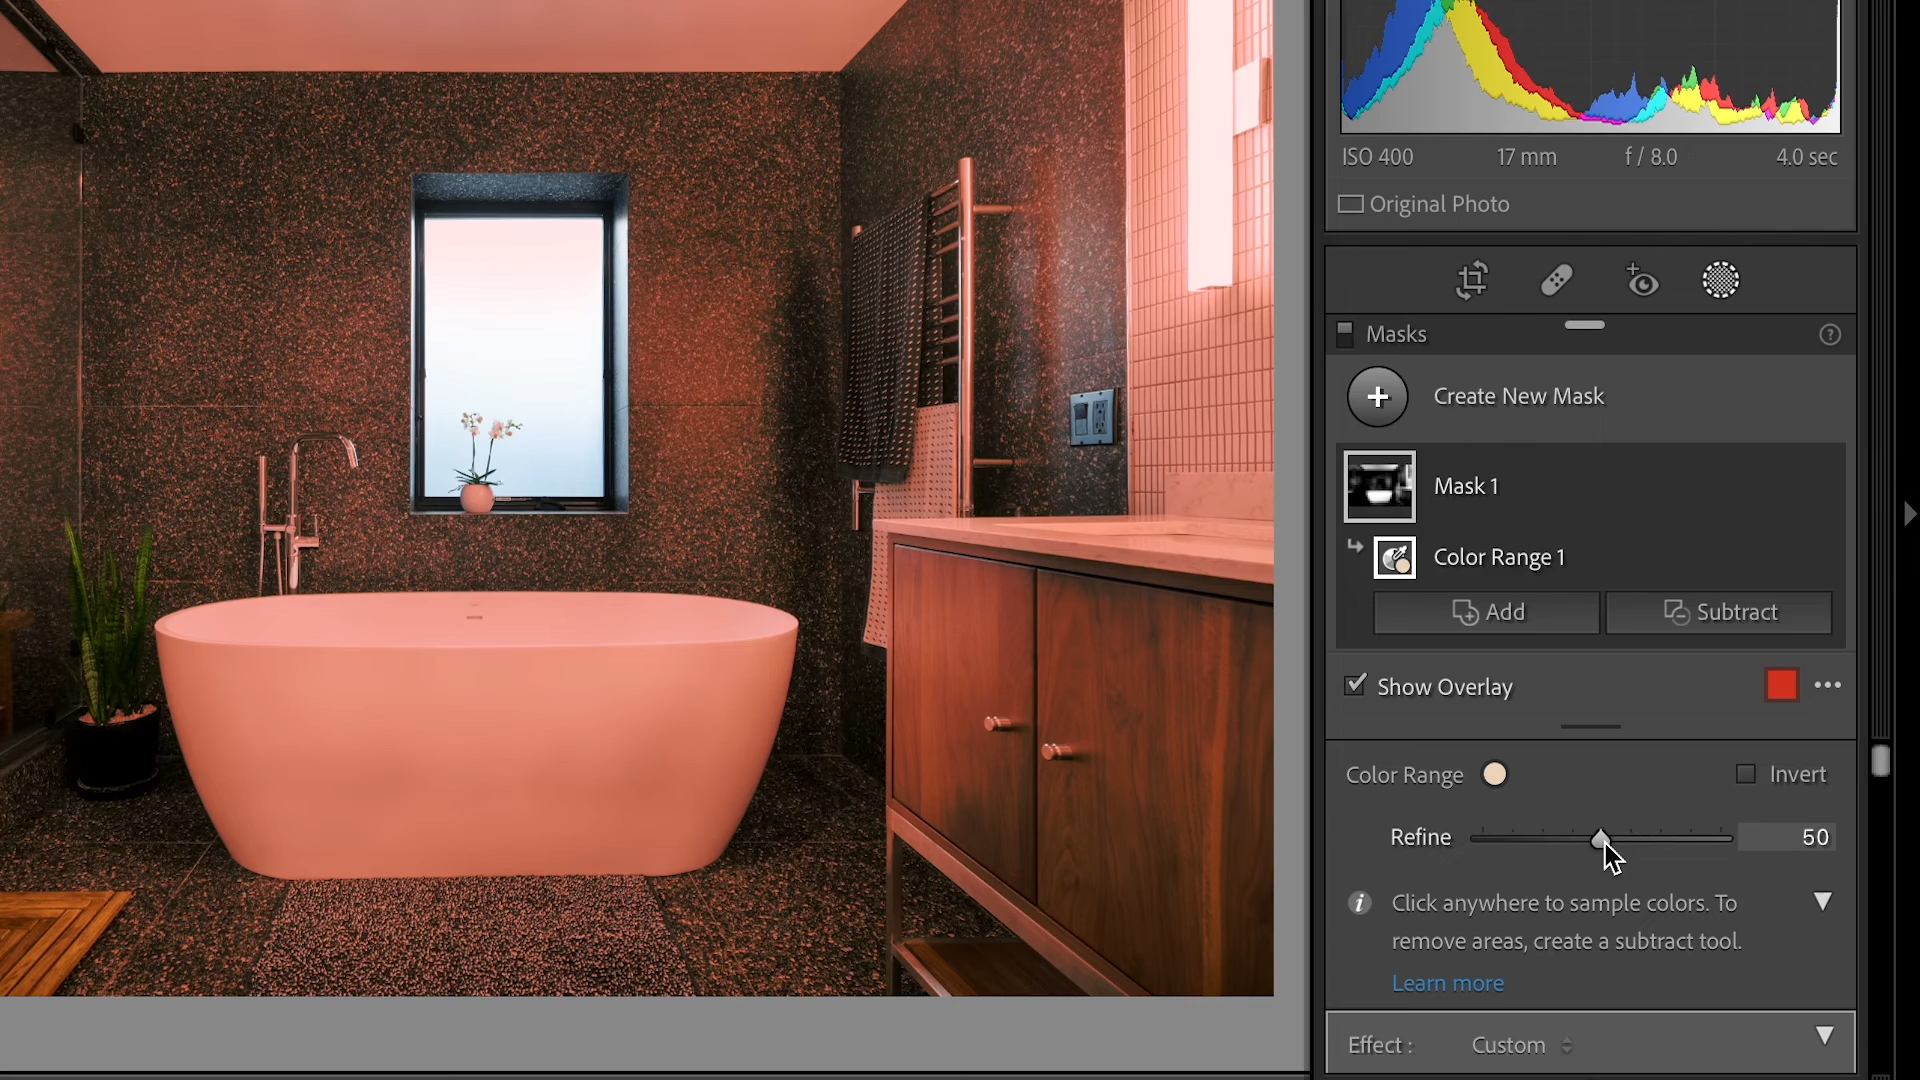 ISO 400 17 mm f / 8.0 4.0 sec
Original Photo
Masks
Create New Mask
Mask 1
Color Range 1
Add Subtract
Show Overlay
Color Range Invert
Refine 50
Click anywhere to sample colors. To
remove areas, create a subtract tool.
Learn more
Effect : Custom